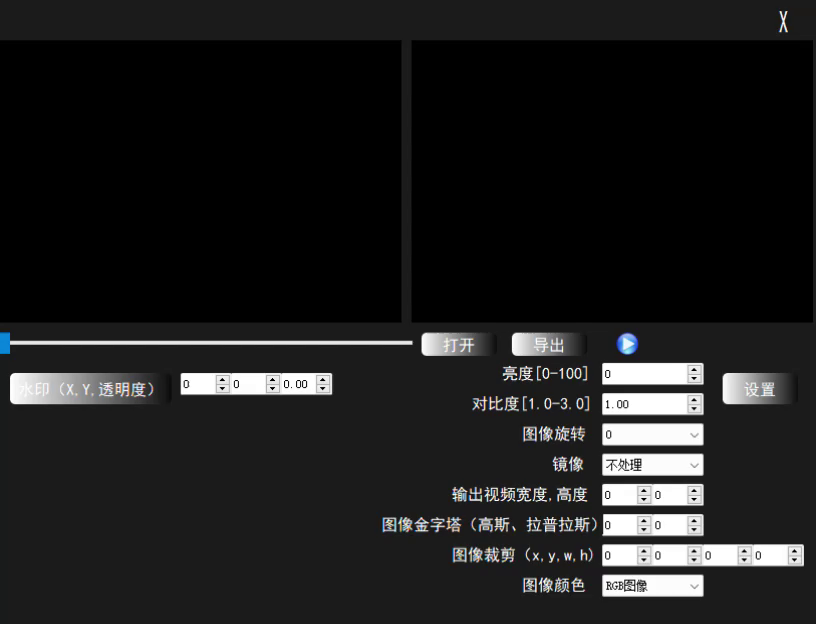 X
打开 导出
亮度[0-100] 0
水印（X,Y,透明度） 0 0 0.00
设置
对比度[1.0-3.0] 1.00
图像旋转 0
镜像 不处理
输出视频宽度,高度 0 0
图像金字塔（高斯、拉普拉斯） 0 0
图像裁剪（x,y,w,h） 0 0 0 0
图像颜色 RGB图像